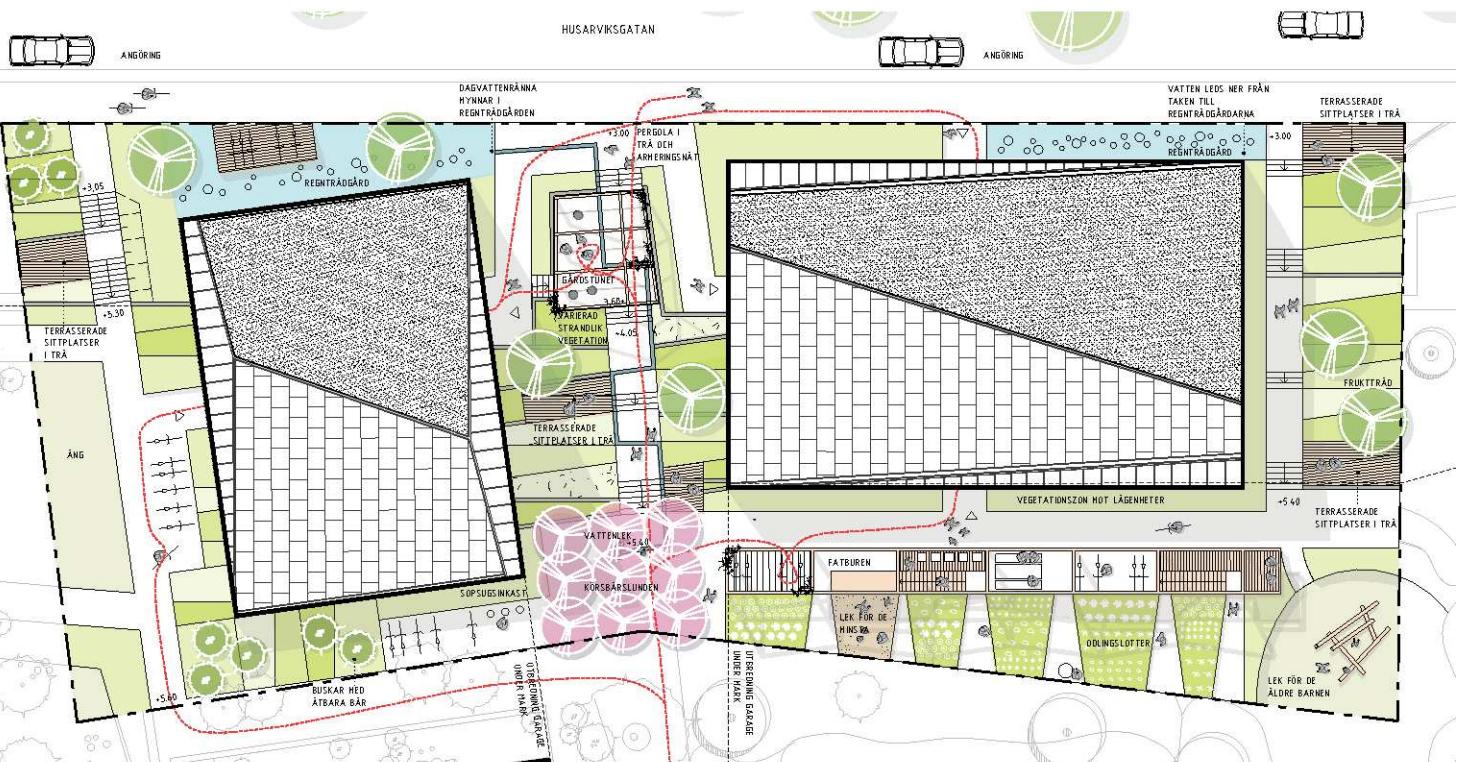 HUSARVIKSGATAN
ANGÖRING
ANGÖRING
DAGVATTENRÄNNA
MYNNAR I
REGNTRÄDGÅRDEN
VATTEN LEDS NER FRÅN
TAKEN TILL
REGNTRÄDGÅRDARNA
TERRASSERADE
SITTPLATSER I TRÄ
+3.00
PERGOLA I
TRÄ OCH
ARMERINGSNÄT
+3.00
REGNTRÄDGÅRD
REGNTRÄDGÅRD
+3.05
GÅRDSTUNET
3.60+
+5.30
VARIERAD
STRANDLIK
VEGETATION
+4.05
TERRASSERADE
SITTPLATSER
I TRÄ
FRUKTTRÄD
TERRASSERADE
SITTPLATSER I TRÄ
ÄNG
VEGETATIONSZON MOT LÄGENHETER
+5.40
TERRASSERADE
SITTPLATSER I TRÄ
VATTENLEK
+5.40
FATBUREN
SOPSUGSINKAST
KÖRSBÄRSLUNDEN
LEK FÖR DE
MINSTA
ODLINGSLOTTER
LEK FÖR DE
ÄLDRE BARNEN
+5.60
BUSKAR MED
ÄTBARA BÄR
UTBREDNING GARAGE
UNDER MARK
UTBREDNING GARAGE
UNDER MARK